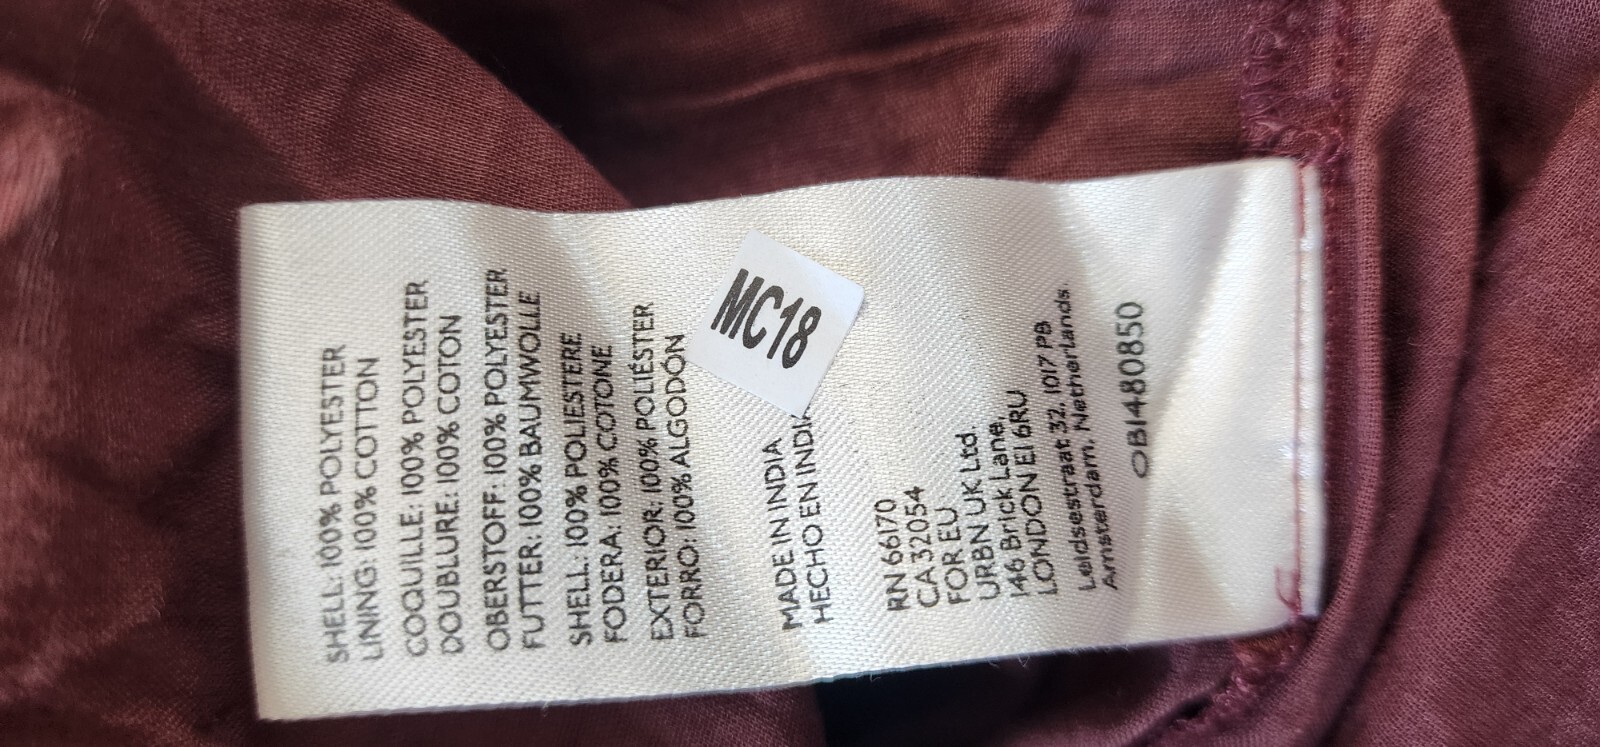 SHELL: 100% POLYESTER
LINING: 100% COTTON
COQUILLE: 100% POLYESTER
DOUBLURE: 100% COTON
OBERSTOFF: 100% POLYESTER
FUTTER: 100% BAUMWOLLE
SHELL: 100% POLIESTERE
FODERA: 100% COTONE
EXTERIOR: 100% POLIÉSTER
FORRO: 100% ALGODÓN
MC18
MADE IN INDIA
HECHO EN INDIA
RN 66170
CA 32054
FOR EU
URBN UK Ltd.
146 Brick Lane,
LONDON E1 6RU
Leidsestraat 32, 1017 PB
Amsterdam, Netherlands.
OB1480850